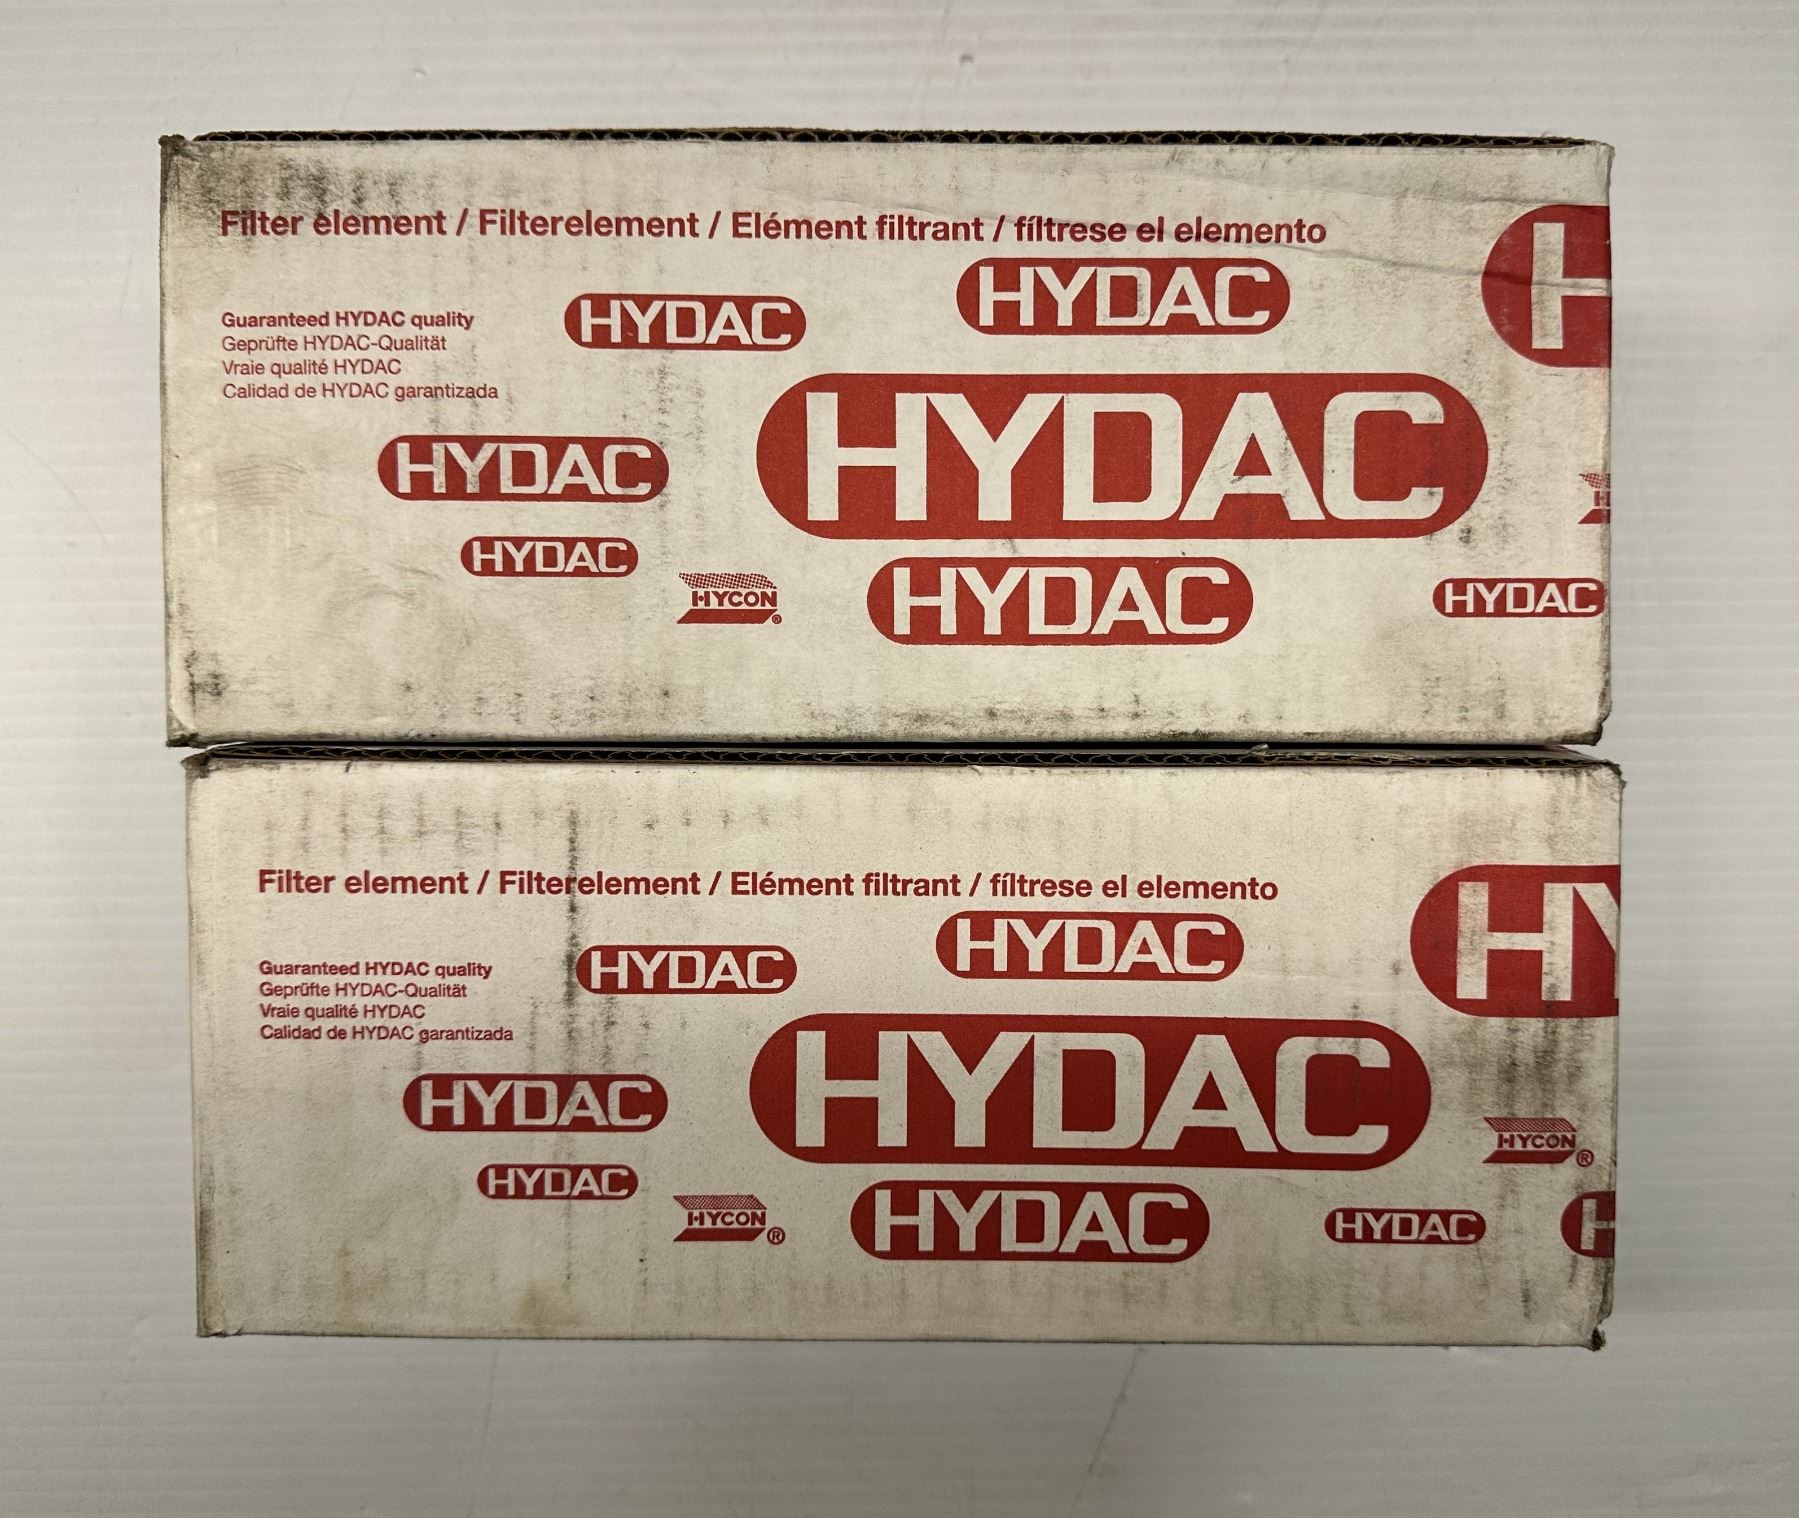 Filter element / Filterelement / Elément filtrant / fíltrese el elemento
HYDAC
HYDAC
H
Guaranteed HYDAC quality
Geprüfte HYDAC-Qualität
Vraie qualité HYDAC
Calidad de HYDAC garantizada
HYDAC
HYDAC
HYDAC
HYCON®
HYDAC
HYDAC
H
Filter element / Filterelement / Elément filtrant / fíltrese el elemento
HYDAC
HYDAC
HY
Guaranteed HYDAC quality
Geprüfte HYDAC-Qualität
Vraie qualité HYDAC
Calidad de HYDAC garantizada
HYDAC
HYDAC
HYDAC
HYCON®
HYCON®
HYDAC
HYDAC
H